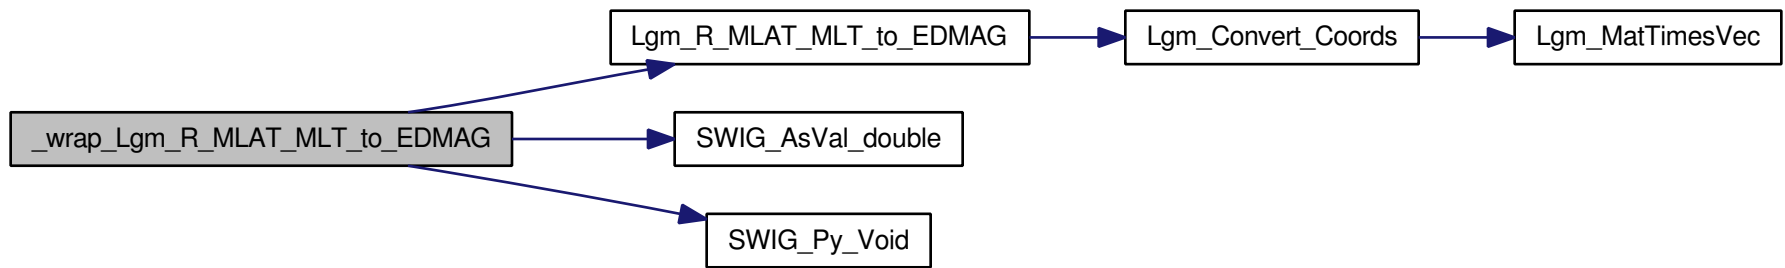 Lgm_R_MLAT_MLT_to_EDMAG
Lgm_Convert_Coords
Lgm_MatTimesVec
_wrap_Lgm_R_MLAT_MLT_to_EDMAG
SWIG_AsVal_double
SWIG_Py_Void